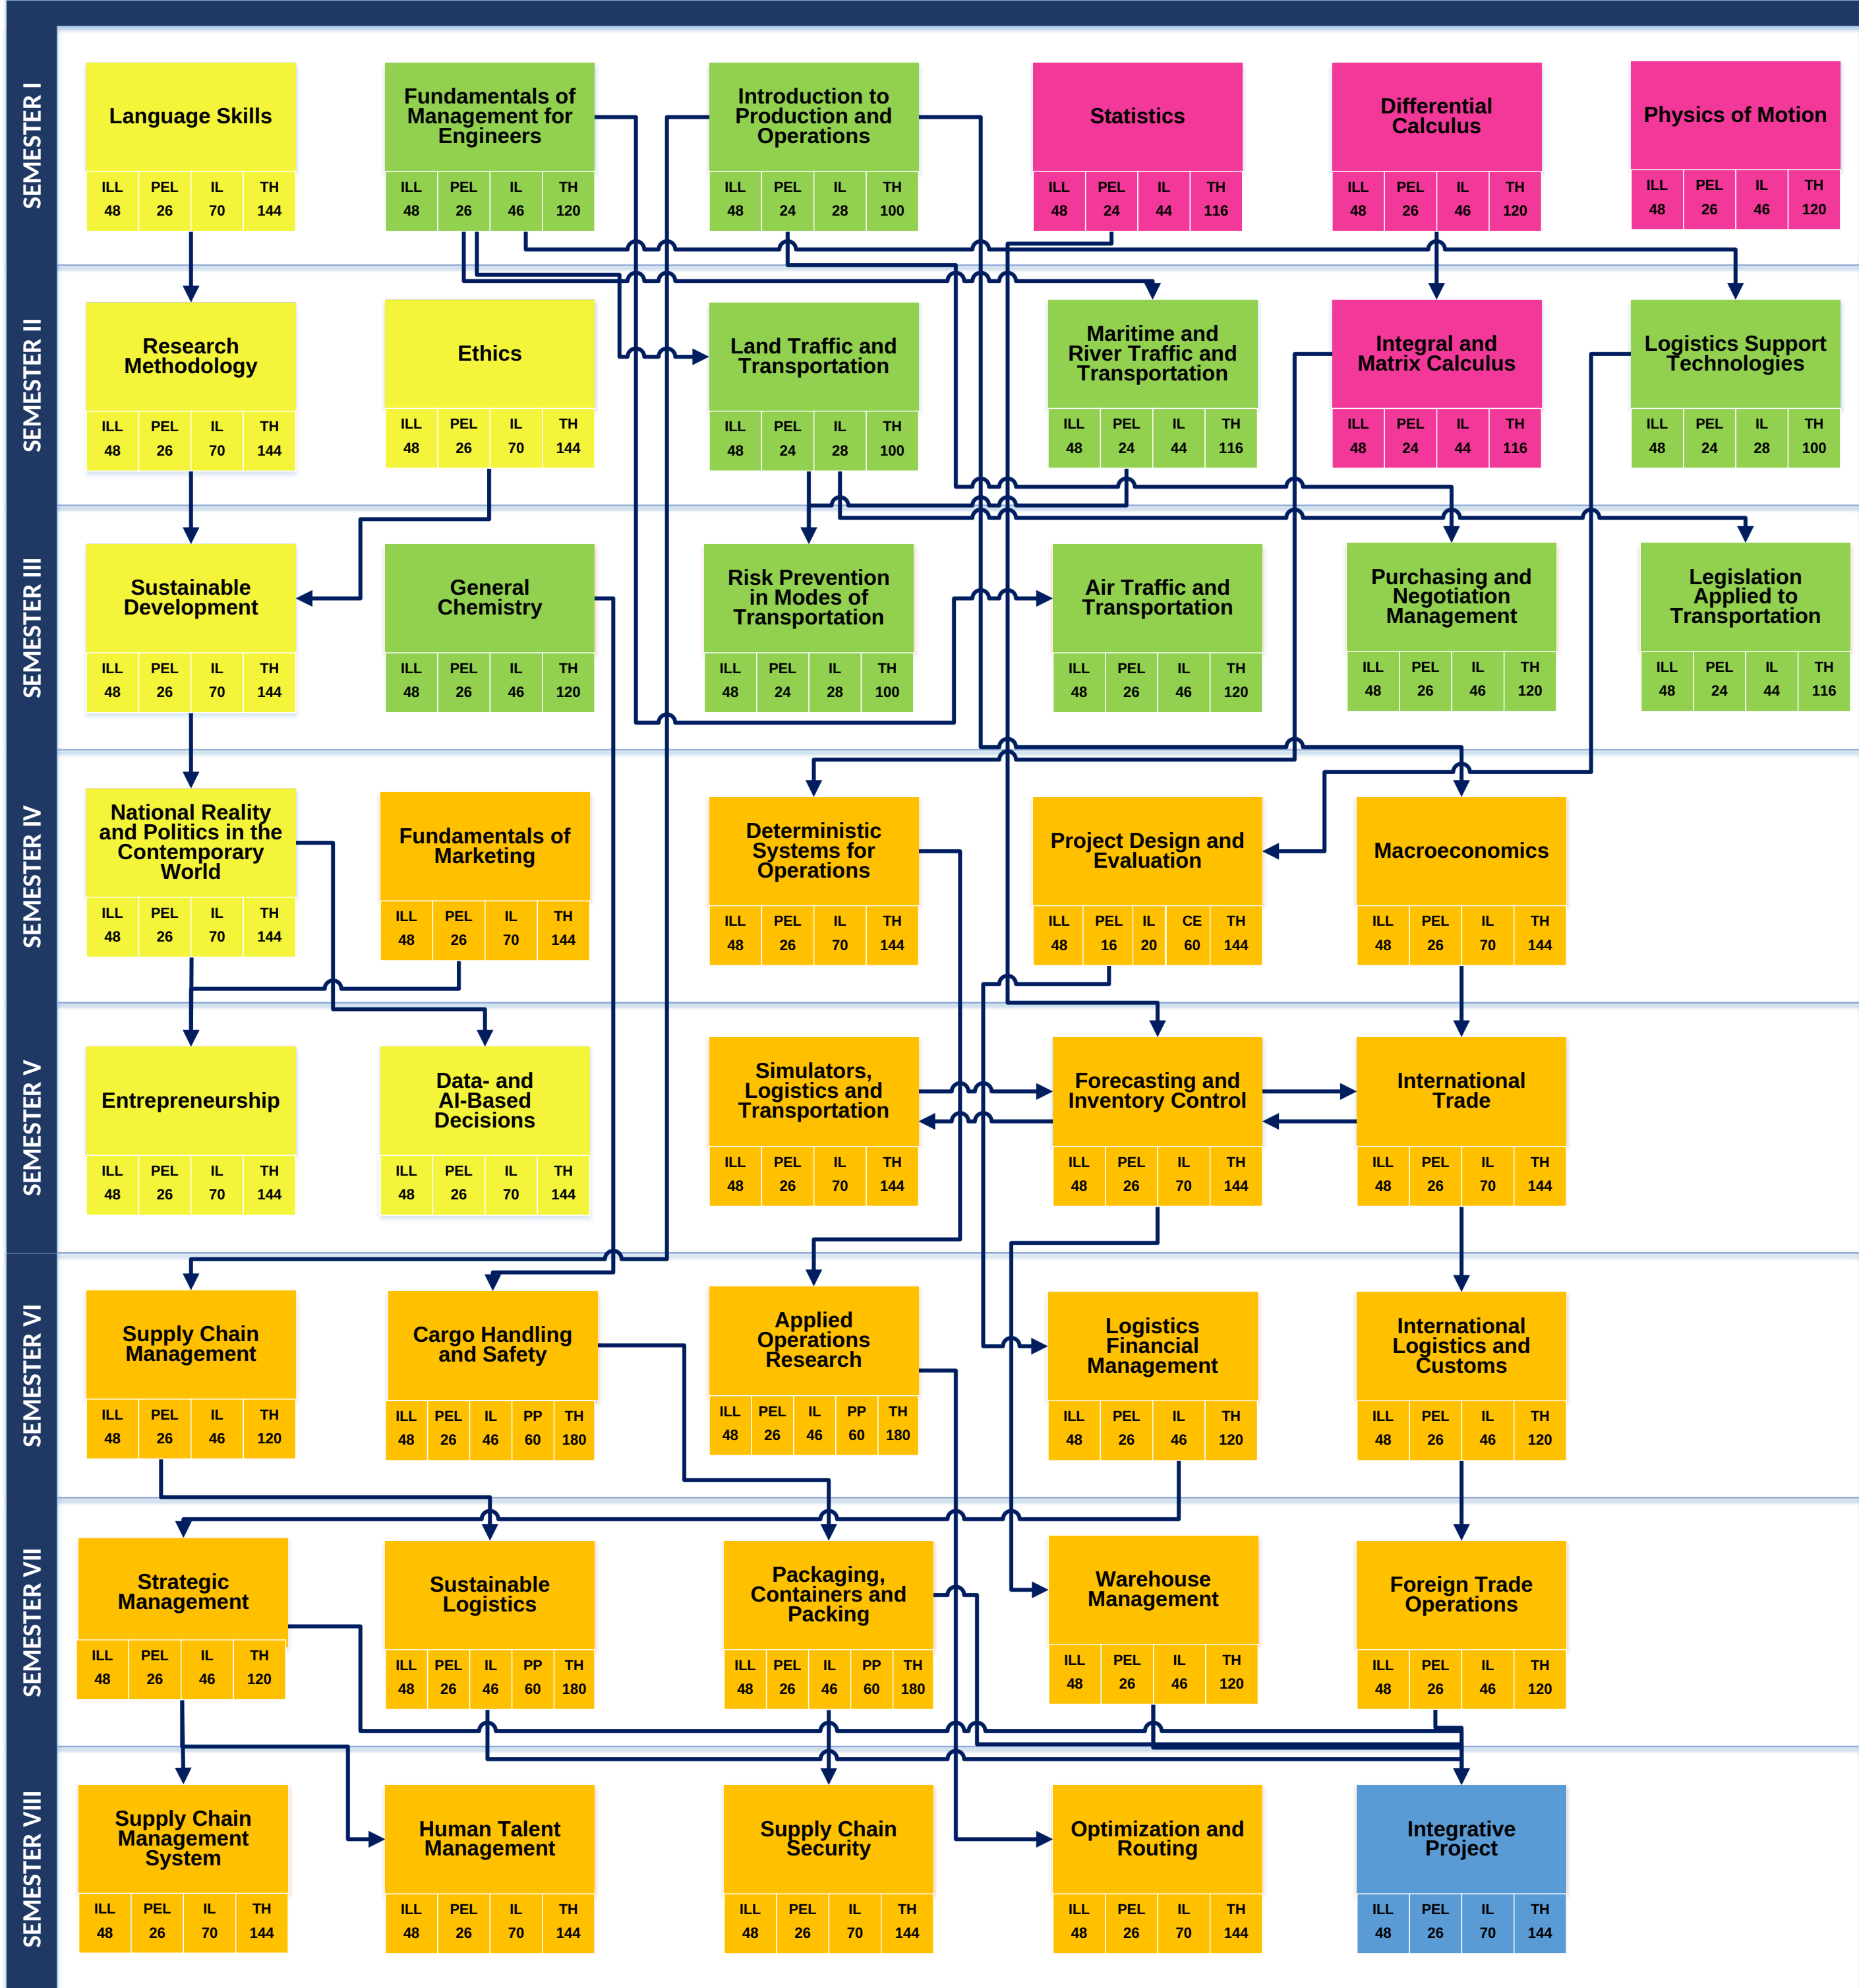 SEMESTER I
Language Skills
ILL PEL IL TH
48 26 70 144
Fundamentals of
Management for
Engineers
ILL PEL IL TH
48 26 46 120
Introduction to
Production and
Operations
ILL PEL IL TH
48 24 28 100
Statistics
ILL PEL IL TH
48 24 44 116
Differential
Calculus
ILL PEL IL TH
48 26 46 120
Physics of Motion
ILL PEL IL TH
48 26 46 120
SEMESTER II
Research
Methodology
ILL PEL IL TH
48 26 70 144
Ethics
ILL PEL IL TH
48 26 70 144
Land Traffic and
Transportation
ILL PEL IL TH
48 24 28 100
Maritime and
River Traffic and
Transportation
ILL PEL IL TH
48 24 44 116
Integral and
Matrix Calculus
ILL PEL IL TH
48 24 44 116
Logistics Support
Technologies
ILL PEL IL TH
48 24 28 100
SEMESTER III
Sustainable
Development
ILL PEL IL TH
48 26 70 144
General
Chemistry
ILL PEL IL TH
48 26 46 120
Risk Prevention
in Modes of
Transportation
ILL PEL IL TH
48 24 28 100
Air Traffic and
Transportation
ILL PEL IL TH
48 26 46 120
Purchasing and
Negotiation
Management
ILL PEL IL TH
48 26 46 120
Legislation
Applied to
Transportation
ILL PEL IL TH
48 24 44 116
SEMESTER IV
National Reality
and Politics in the
Contemporary
World
ILL PEL IL TH
48 26 70 144
Fundamentals of
Marketing
ILL PEL IL TH
48 26 70 144
Deterministic
Systems for
Operations
ILL PEL IL TH
48 26 70 144
Project Design and
Evaluation
ILL PEL IL CE TH
48 16 20 60 144
Macroeconomics
ILL PEL IL TH
48 26 70 144
SEMESTER V
Entrepreneurship
ILL PEL IL TH
48 26 70 144
Data- and
AI-Based
Decisions
ILL PEL IL TH
48 26 70 144
Simulators,
Logistics and
Transportation
ILL PEL IL TH
48 26 70 144
Forecasting and
Inventory Control
ILL PEL IL TH
48 26 70 144
International
Trade
ILL PEL IL TH
48 26 70 144
SEMESTER VI
Supply Chain
Management
ILL PEL IL TH
48 26 46 120
Cargo Handling
and Safety
ILL PEL IL PP TH
48 26 46 60 180
Applied
Operations
Research
ILL PEL IL PP TH
48 26 46 60 180
Logistics
Financial
Management
ILL PEL IL TH
48 26 46 120
International
Logistics and
Customs
ILL PEL IL TH
48 26 46 120
SEMESTER VII
Strategic
Management
ILL PEL IL TH
48 26 46 120
Sustainable
Logistics
ILL PEL IL PP TH
48 26 46 60 180
Packaging,
Containers and
Packing
ILL PEL IL PP TH
48 26 46 60 180
Warehouse
Management
ILL PEL IL TH
48 26 46 120
Foreign Trade
Operations
ILL PEL IL TH
48 26 46 120
SEMESTER VIII
Supply Chain
Management
System
ILL PEL IL TH
48 26 70 144
Human Talent
Management
ILL PEL IL TH
48 26 70 144
Supply Chain
Security
ILL PEL IL TH
48 26 70 144
Optimization and
Routing
ILL PEL IL TH
48 26 70 144
Integrative
Project
ILL PEL IL TH
48 26 70 144